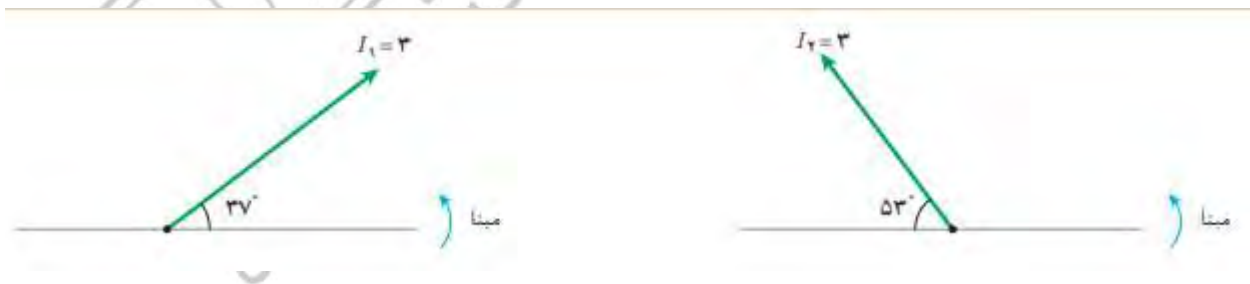 I₁ = ۳
۳۷°
مبنا
I₂ = ۳
۵۳°
مبنا